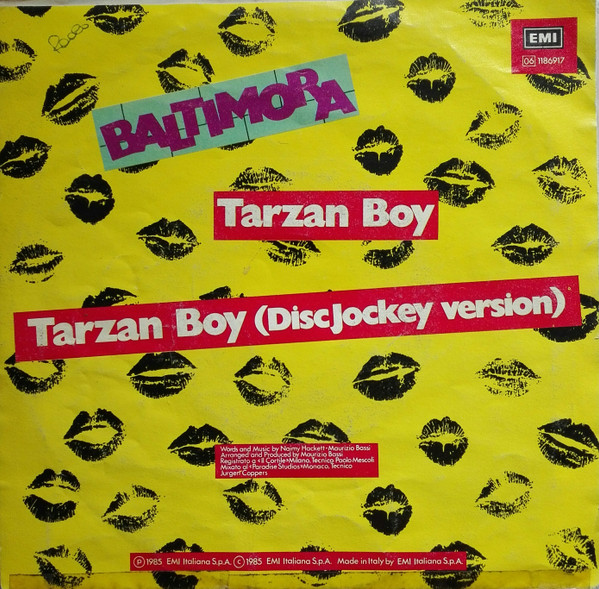 EMI
06 1186917
BALTIMORA
Tarzan Boy
Tarzan Boy (DiscJockey version)
Words and Music by Naimy Hackett-Maurizio Bassi
Arranged and Produced by Maurizio Bassi
Registrato a «Il Cortile»Milano, Tecnico Paolo Mescoli
Mixato al «Paradise Studios»Monaco, Tecnico
Jurgen Coppers
Ⓟ 1985 EMI Italiana S.p.A. © 1985 EMI Italiana S.p.A. Made in Italy by EMI Italiana S.p.A.